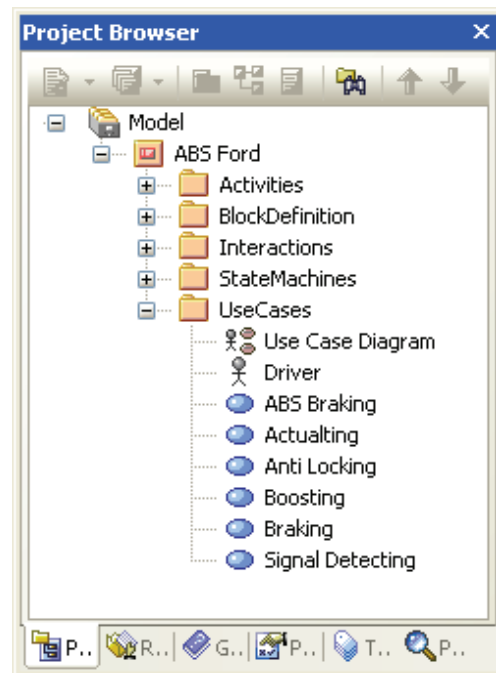 Project Browser
Model
ABS Ford
Activities
BlockDefinition
Interactions
StateMachines
UseCases
Use Case Diagram
Driver
ABS Braking
Actualting
Anti Locking
Boosting
Braking
Signal Detecting
P.. R.. G.. P.. T.. P..